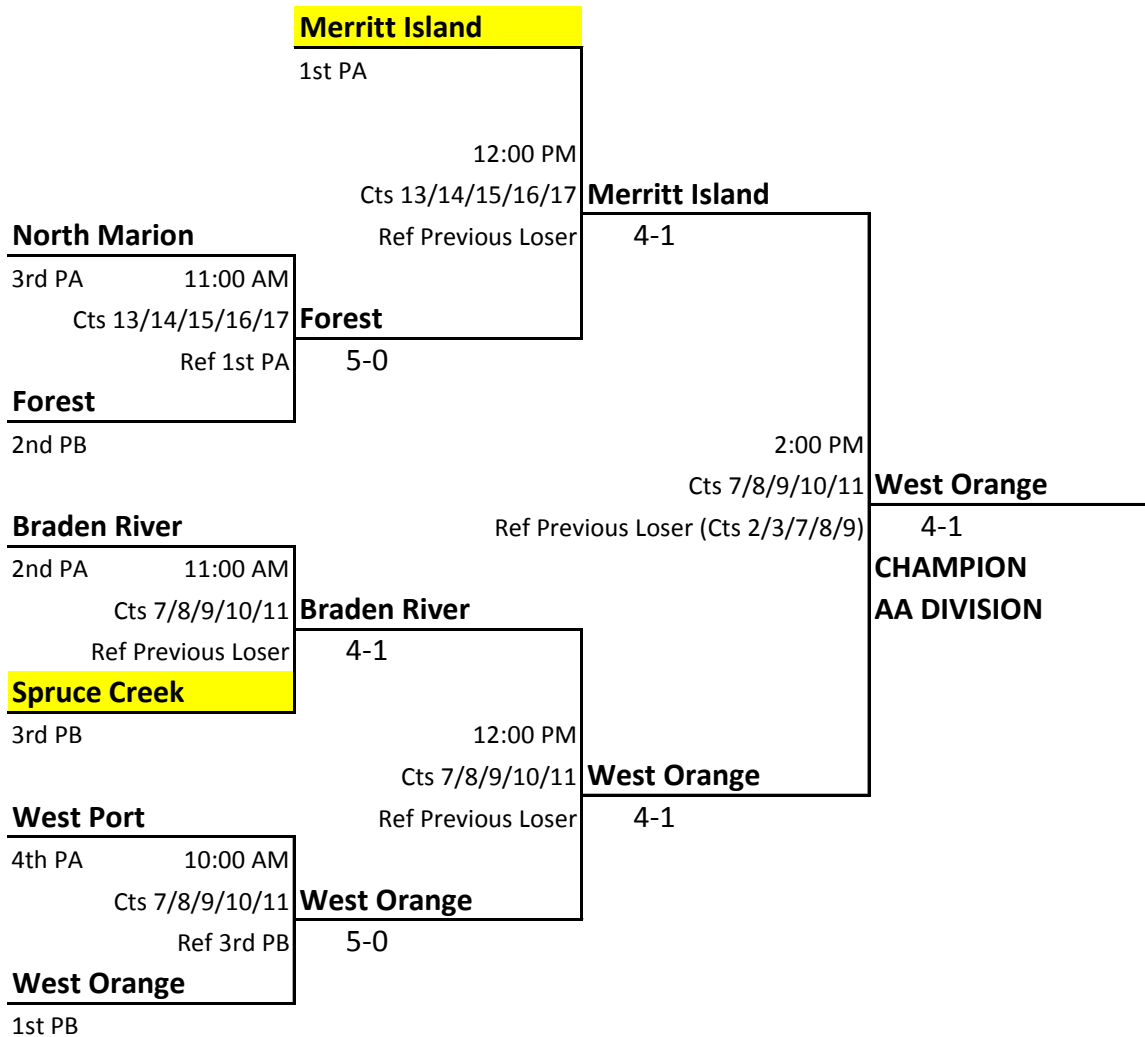 Merritt Island
1st PA
12:00 PM
Cts 13/14/15/16/17 Merritt Island
North Marion Ref Previous Loser 4-1
3rd PA 11:00 AM
Cts 13/14/15/16/17 Forest
Ref 1st PA 5-0
Forest
2nd PB 2:00 PM
Cts 7/8/9/10/11 West Orange
Braden River Ref Previous Loser (Cts 2/3/7/8/9) 4-1
2nd PA 11:00 AM CHAMPION
Cts 7/8/9/10/11 Braden River AA DIVISION
Ref Previous Loser 4-1
Spruce Creek
3rd PB 12:00 PM
Cts 7/8/9/10/11 West Orange
West Port Ref Previous Loser 4-1
4th PA 10:00 AM
Cts 7/8/9/10/11 West Orange
Ref 3rd PB 5-0
West Orange
1st PB